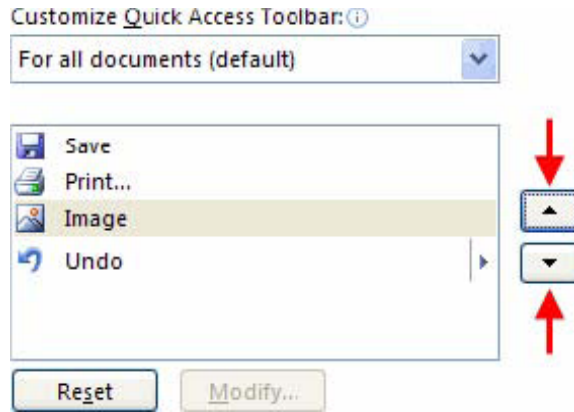 Customize Quick Access Toolbar:
For all documents (default)
Save
Print...
Image
Undo
Reset
Modify...